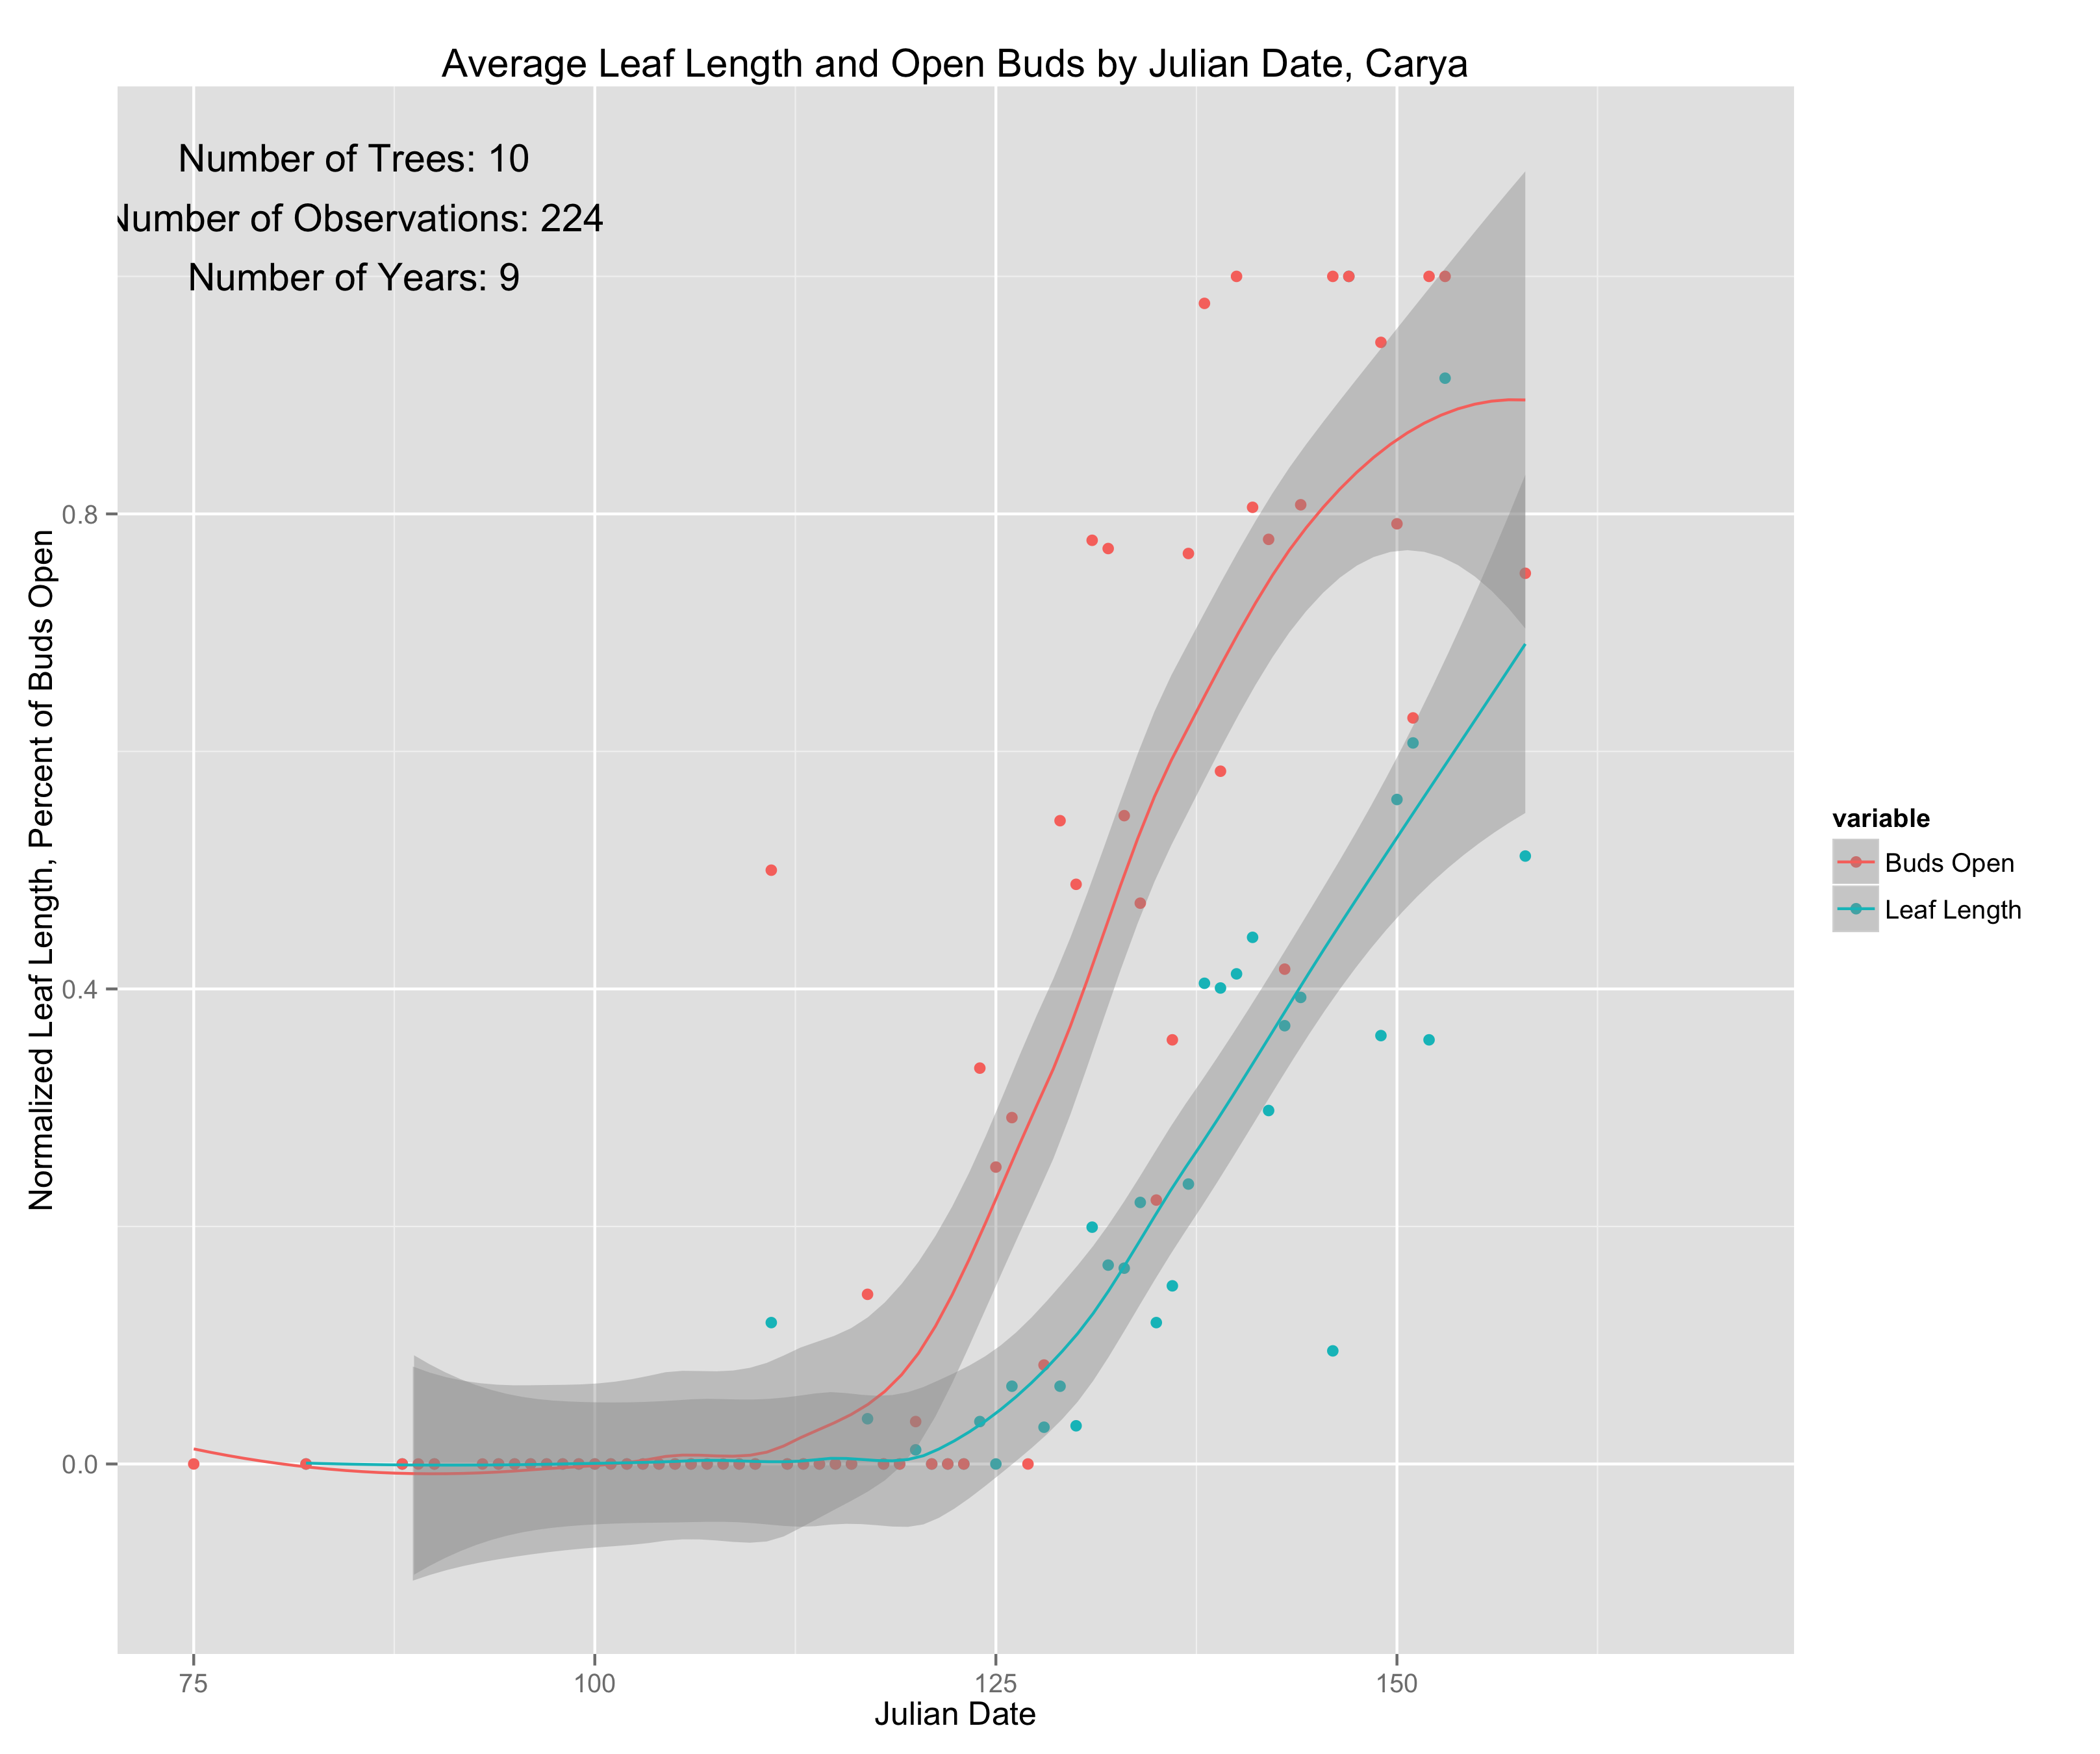 Average Leaf Length and Open Buds by Julian Date, Carya
Number of Trees: 10
Number of Observations: 224
Number of Years: 9
0.8
0.4
0.0
Normalized Leaf Length, Percent of Buds Open
75
100
125
150
Julian Date
variable
Buds Open
Leaf Length